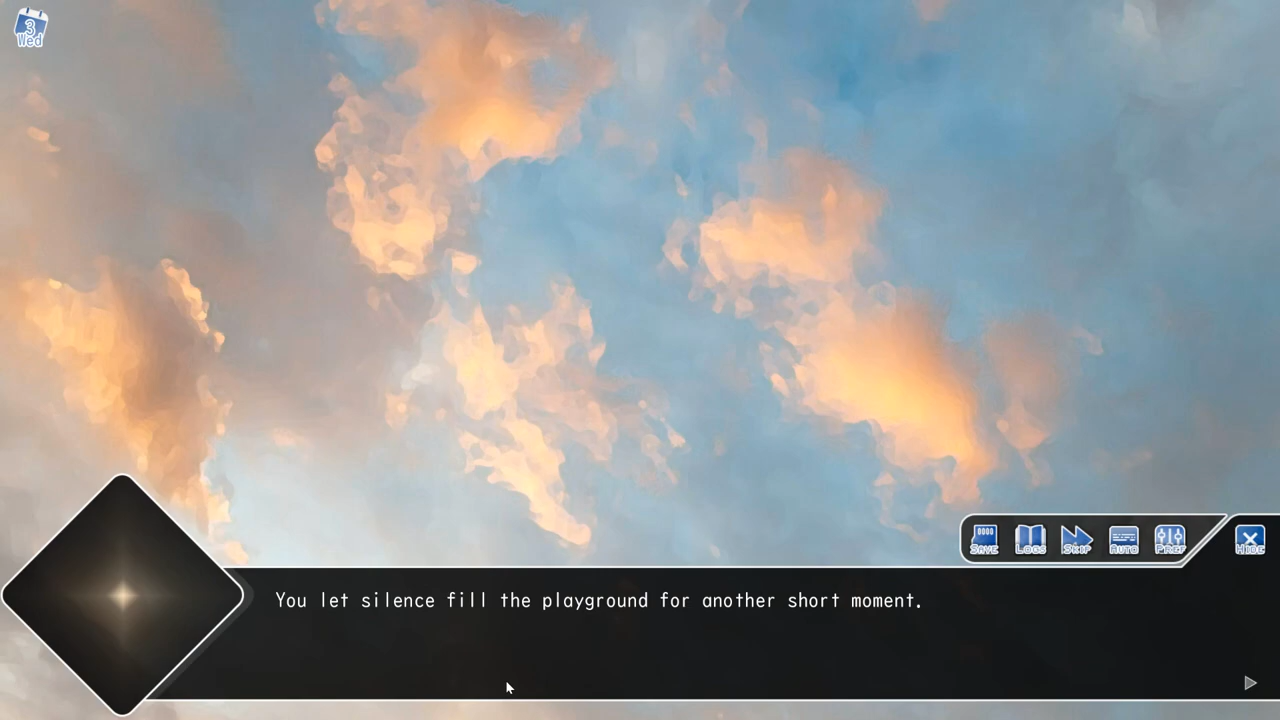 3
Wed
SAVE
LOGS
SKIP
AUTO
PREF
HIDE
You let silence fill the playground for another short moment.